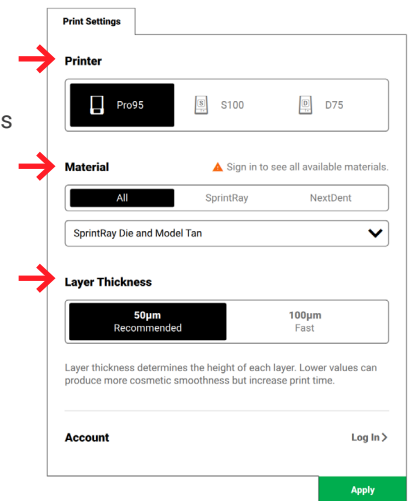 Print Settings
Printer
Pro95 S100 D75
s
Material Sign in to see all available materials.
All SprintRay NextDent
SprintRay Die and Model Tan
Layer Thickness
50μm 100μm
Recommended Fast
Layer thickness determines the height of each layer. Lower values can
produce more cosmetic smoothness but increase print time.
Account Log In >
Apply